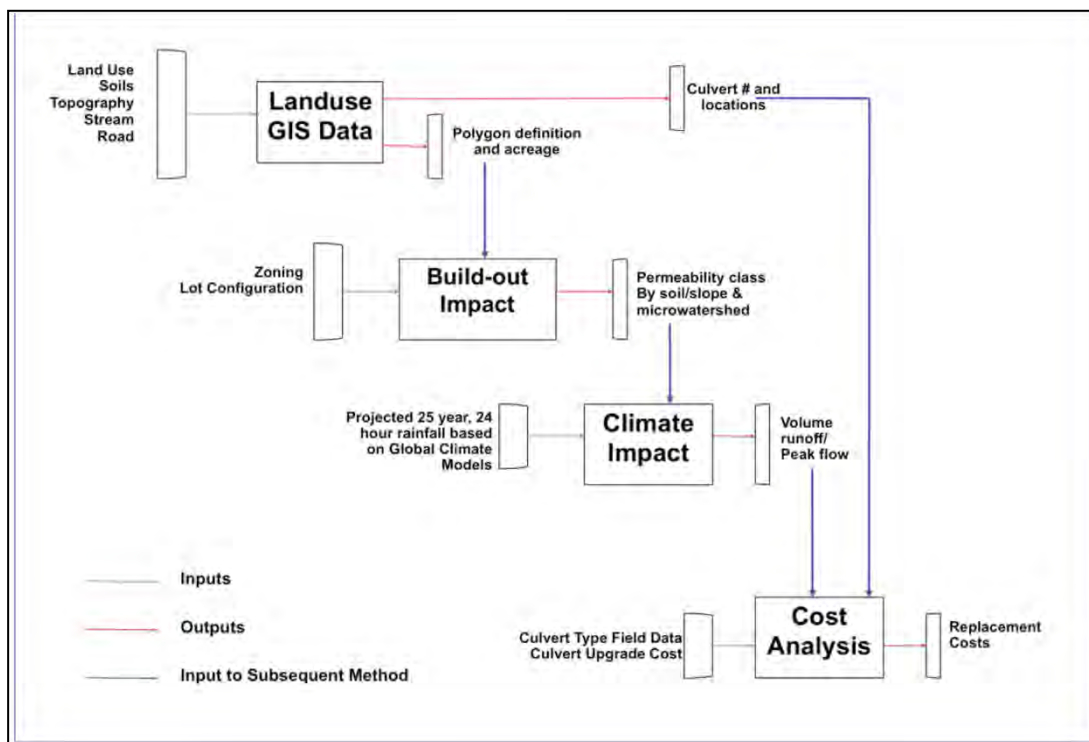 Land Use
Soils
Topography
Stream
Road
Landuse
GIS Data
Culvert # and
locations
Polygon definition
and acreage
Zoning
Lot Configuration
Build-out
Impact
Permeability class
By soil/slope &
microwatershed
Projected 25 year, 24
hour rainfall based
on Global Climate
Models
Climate
Impact
Volume
runoff/
Peak flow
Inputs
Outputs
Input to Subsequent Method
Culvert Type Field Data
Culvert Upgrade Cost
Cost
Analysis
Replacement
Costs